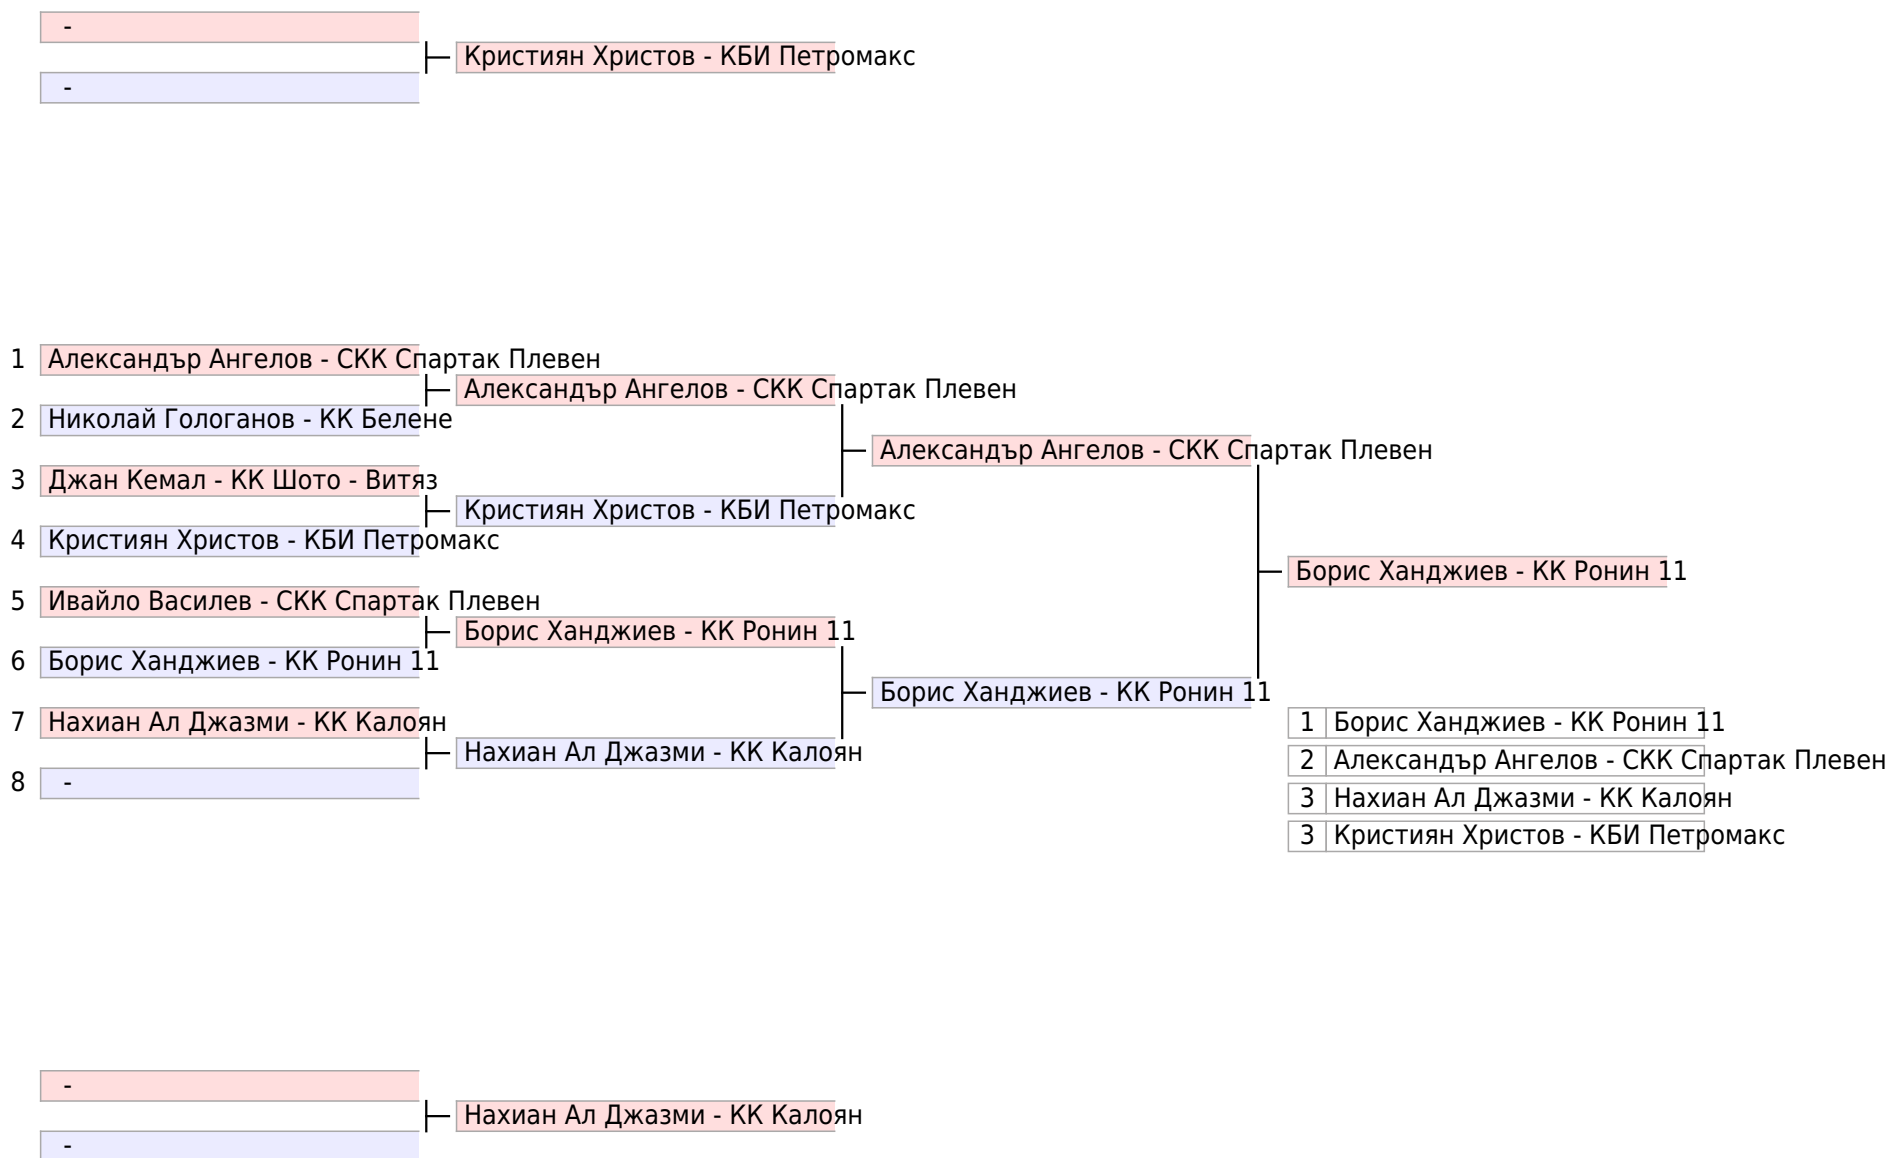 -
Кристиян Христов - КБИ Петромакс
-
1 Александър Ангелов - СКК Спартак Плевен
Александър Ангелов - СКК Спартак Плевен
2 Николай Гологанов - КК Белене
Александър Ангелов - СКК Спартак Плевен
3 Джан Кемал - КК Шото - Витяз
Кристиян Христов - КБИ Петромакс
4 Кристиян Христов - КБИ Петромакс
Борис Ханджиев - КК Ронин 11
5 Ивайло Василев - СКК Спартак Плевен
Борис Ханджиев - КК Ронин 11
6 Борис Ханджиев - КК Ронин 11
Борис Ханджиев - КК Ронин 11
7 Нахиан Ал Джазми - КК Калоян
Нахиан Ал Джазми - КК Калоян
8 -
1 Борис Ханджиев - КК Ронин 11
2 Александър Ангелов - СКК Спартак Плевен
3 Нахиан Ал Джазми - КК Калоян
3 Кристиян Христов - КБИ Петромакс
-
Нахиан Ал Джазми - КК Калоян
-